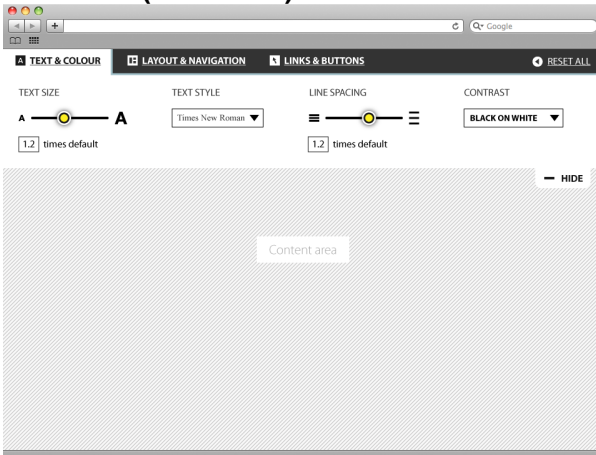 Google
A TEXT & COLOUR
LAYOUT & NAVIGATION
LINKS & BUTTONS
RESET ALL
TEXT SIZE
TEXT STYLE
LINE SPACING
CONTRAST
A
A
Times New Roman
BLACK ON WHITE
1.2 times default
1.2 times default
HIDE
Content area